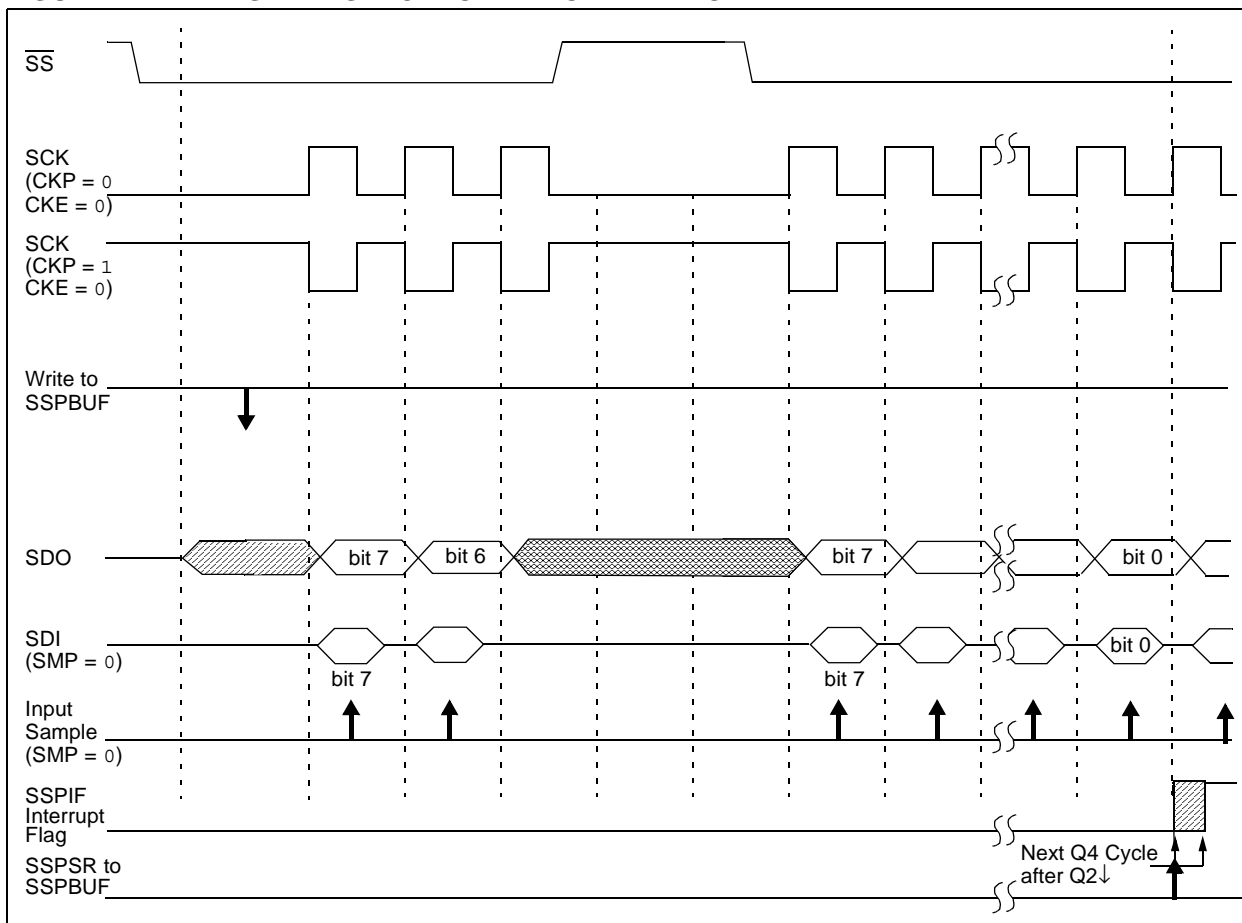 SS
SCK
(CKP = 0
CKE = 0)
SCK
(CKP = 1
CKE = 0)
Write to
SSPBUF
SDO
bit 7
bit 6
bit 7
bit 0
SDI
(SMP = 0)
bit 7
bit 7
bit 0
Input
Sample
(SMP = 0)
SSPIF
Interrupt
Flag
SSPSR to
SSPBUF
Next Q4 Cycle
after Q2↓